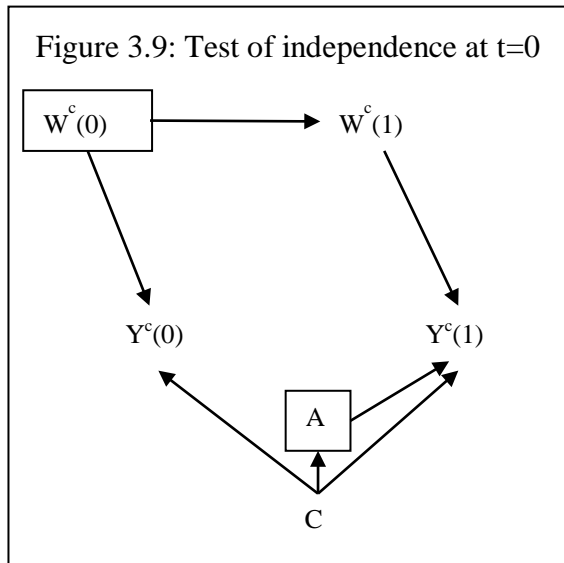 Figure 3.9: Test of independence at t=0
W^c(0) W^c(1)
Y^c(0) Y^c(1)
A
C